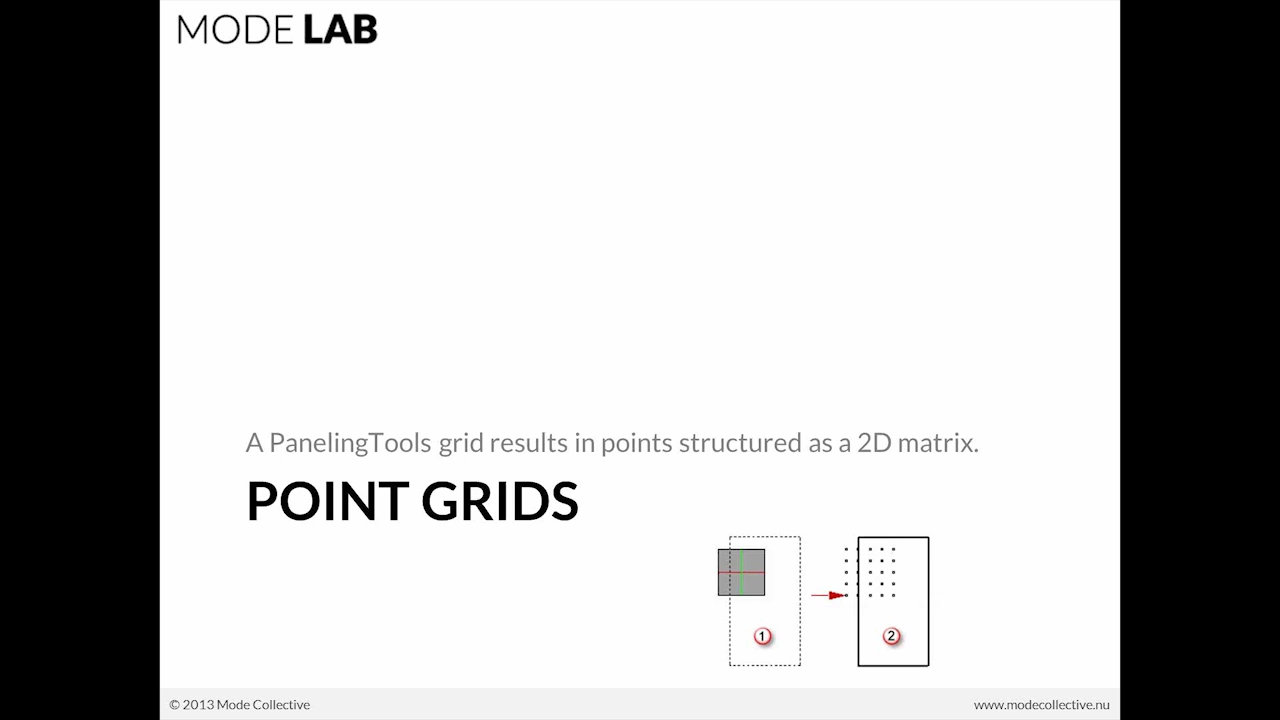 MODE LAB
A PanelingTools grid results in points structured as a 2D matrix.
POINT GRIDS
1
2
© 2013 Mode Collective
www.modecollective.nu